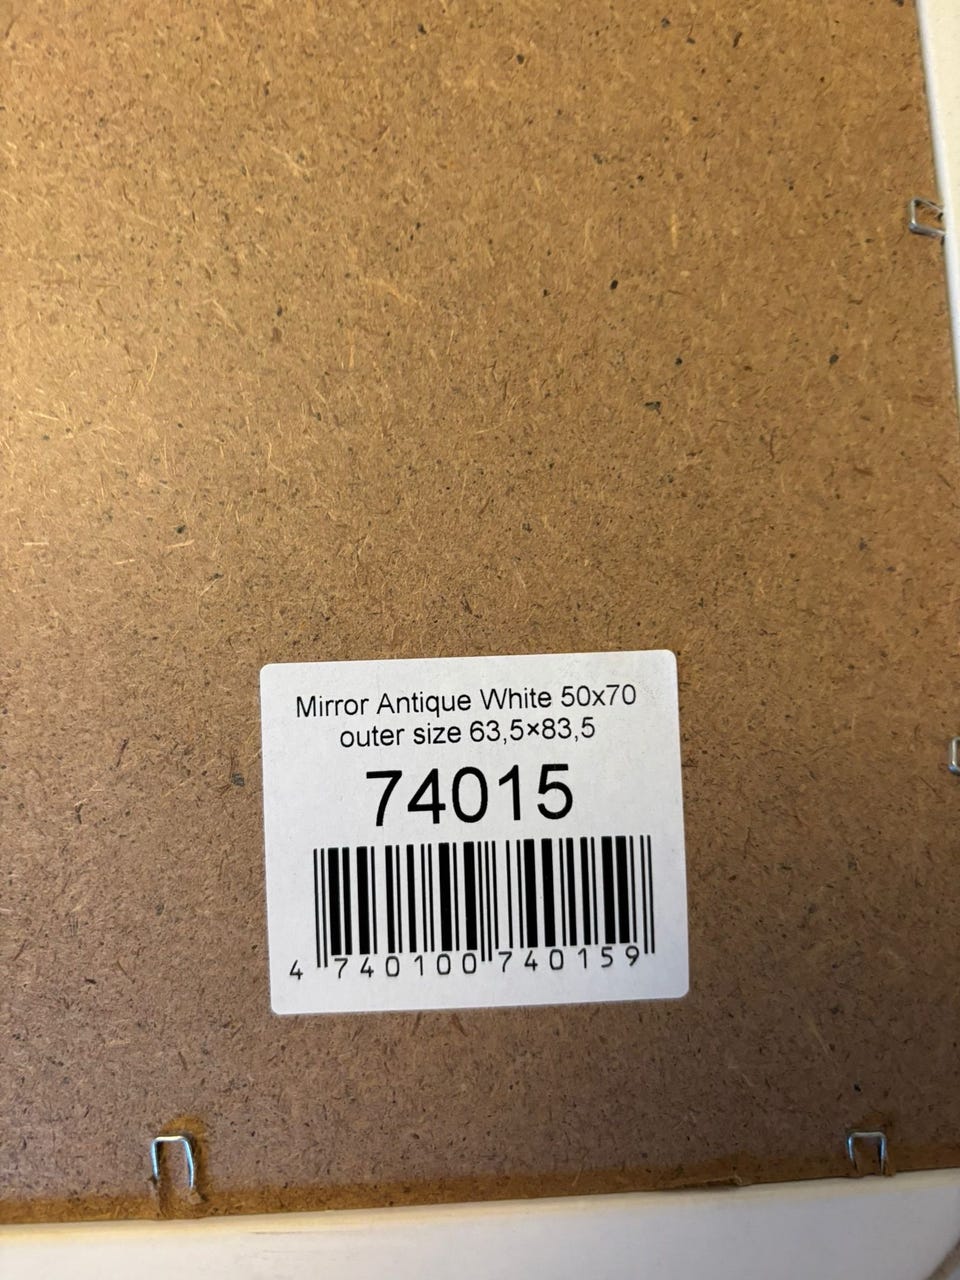 Mirror Antique White 50x70
outer size 63,5×83,5
74015
4 740100 740159